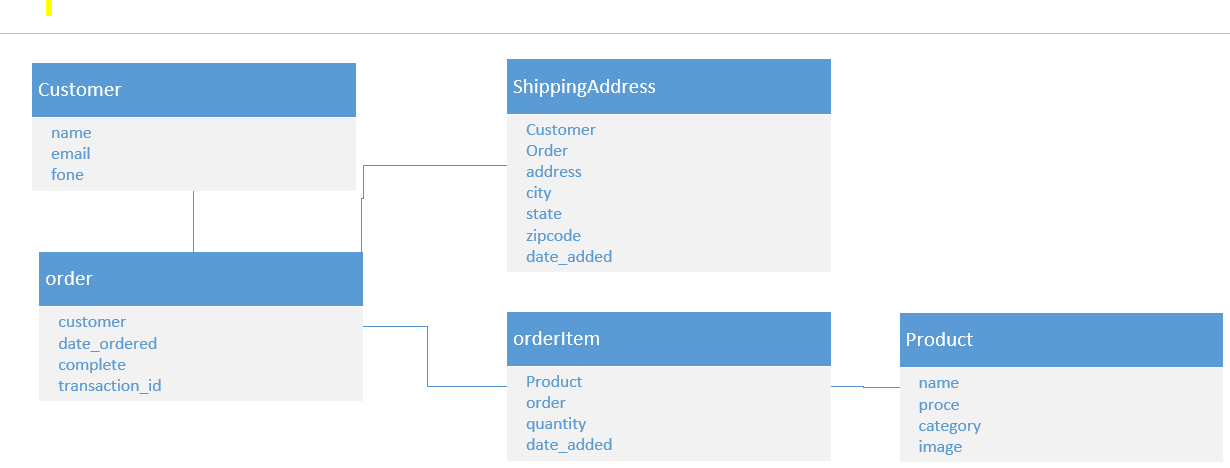 Customer
name
email
fone
ShippingAddress
Customer
Order
address
city
state
zipcode
date_added
order
customer
date_ordered
complete
transaction_id
orderItem
Product
order
quantity
date_added
Product
name
proce
category
image